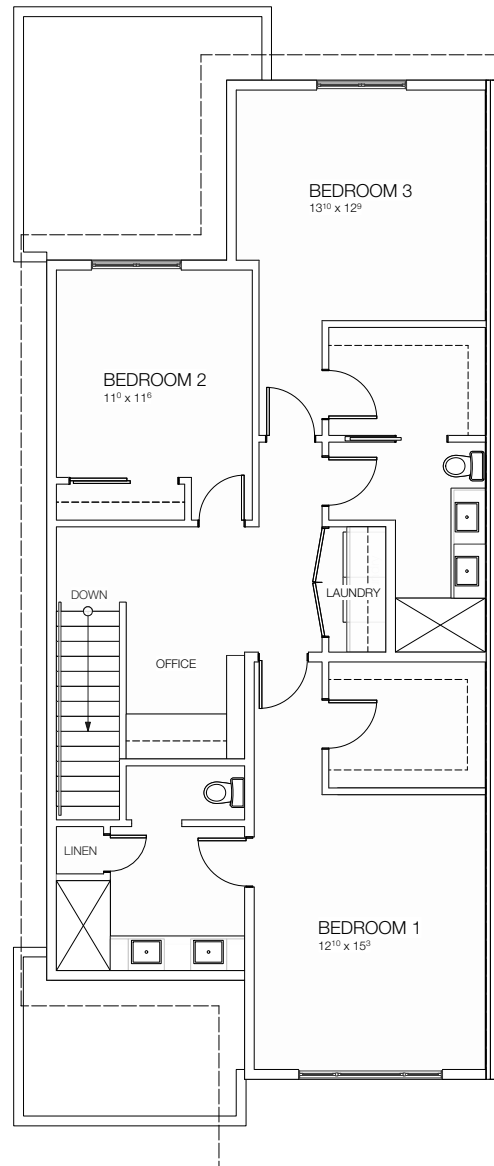 BEDROOM 3
13¹⁰ x 12⁹
BEDROOM 2
11⁰ x 11⁶
DOWN
LAUNDRY
OFFICE
LINEN
BEDROOM 1
12¹⁰ x 15³